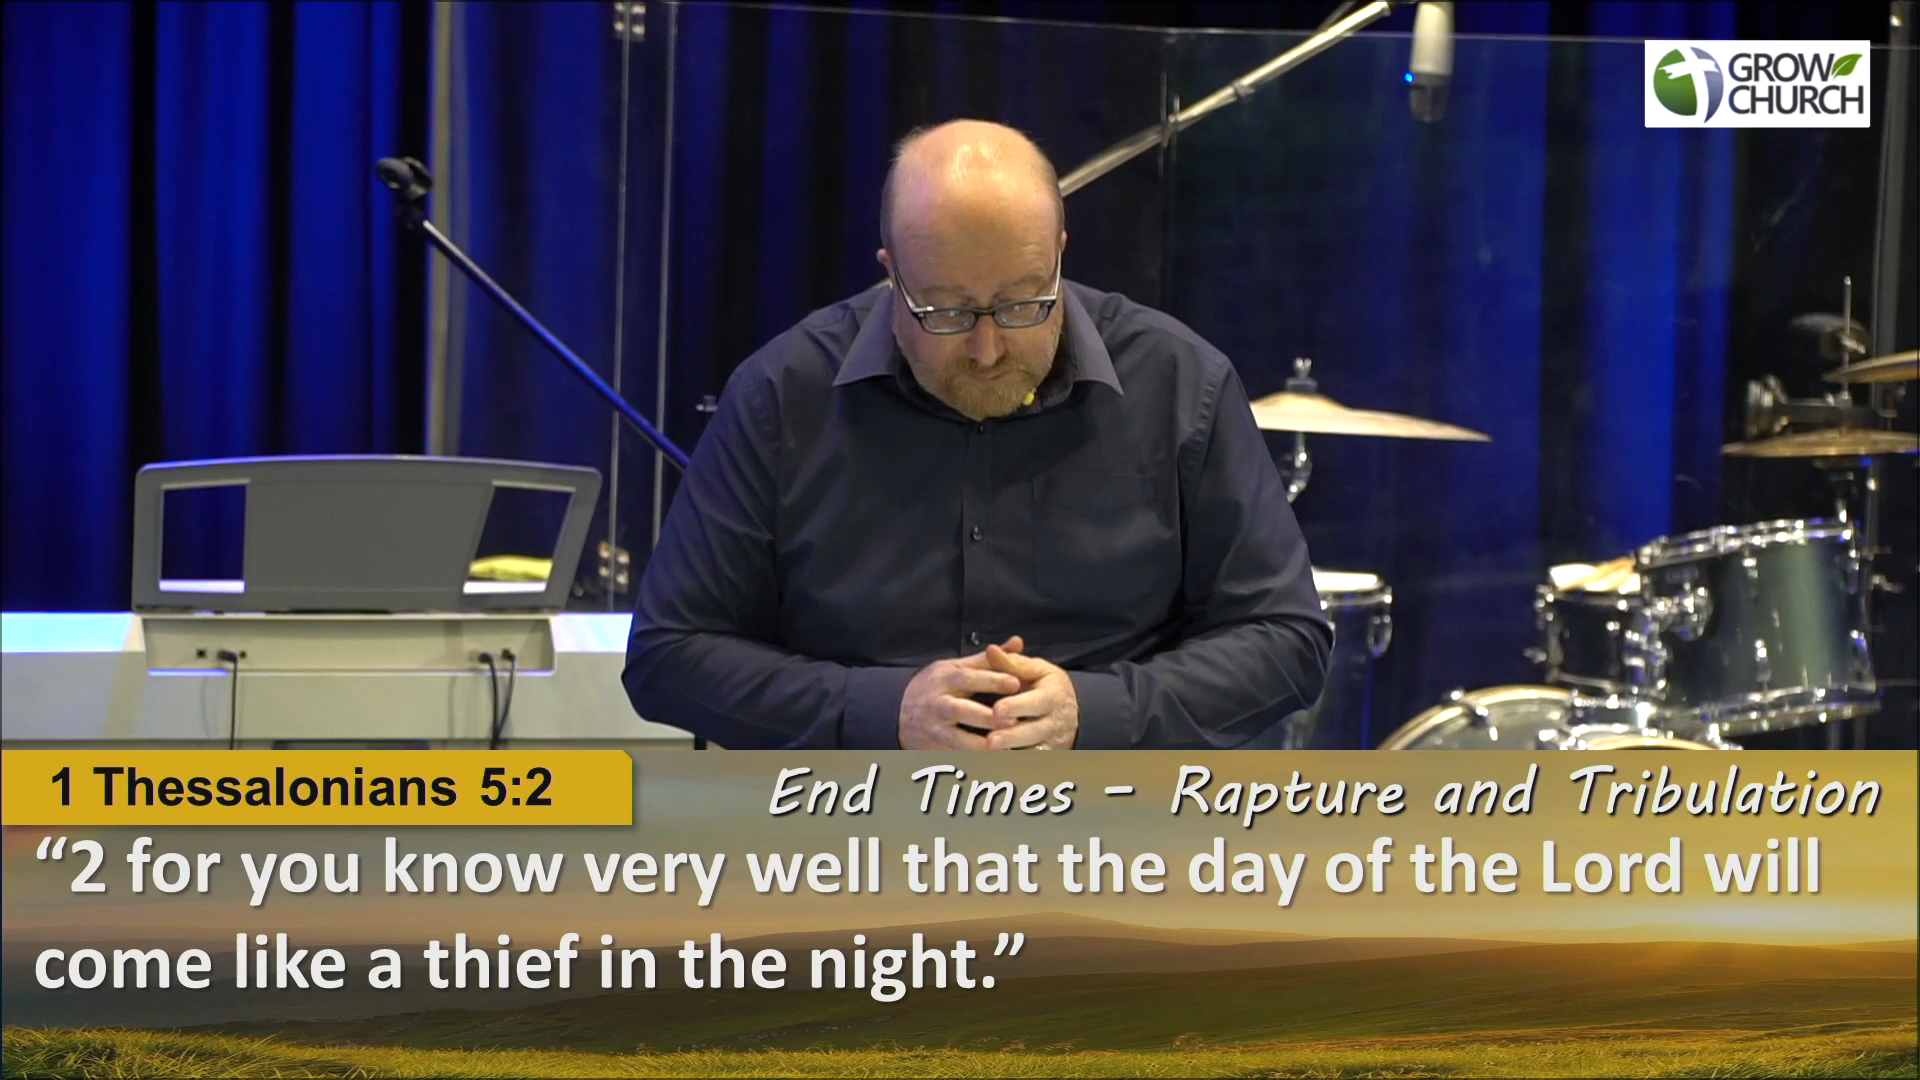 GROW
CHURCH
1 Thessalonians 5:2
End Times – Rapture and Tribulation
“2 for you know very well that the day of the Lord will
come like a thief in the night.”